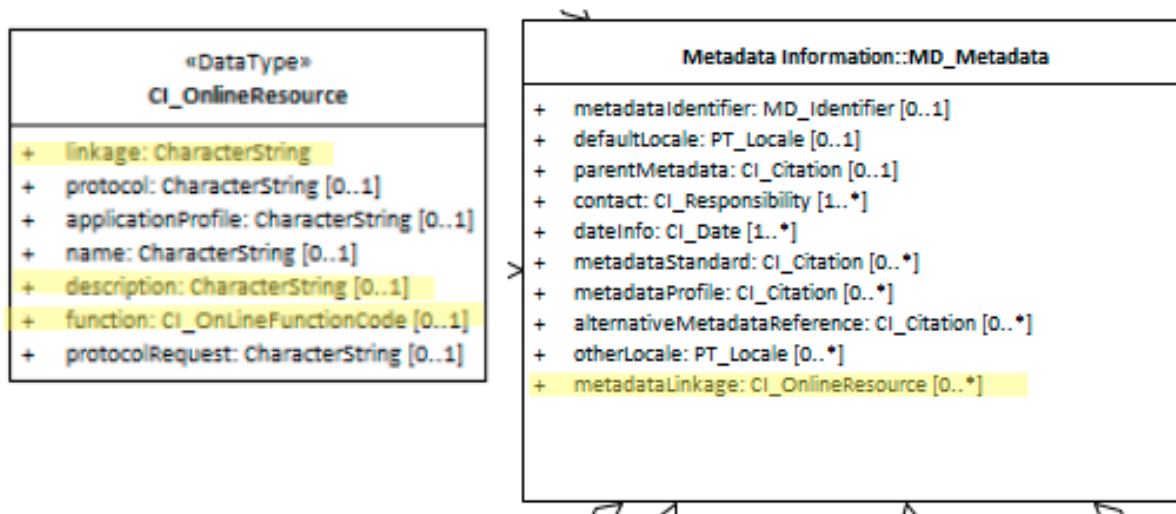 «DataType»
CI_OnlineResource
+ linkage: CharacterString
+ protocol: CharacterString [0..1]
+ applicationProfile: CharacterString [0..1]
+ name: CharacterString [0..1]
+ description: CharacterString [0..1]
+ function: CI_OnLineFunctionCode [0..1]
+ protocolRequest: CharacterString [0..1]
Metadata Information::MD_Metadata
+ metadataIdentifier: MD_Identifier [0..1]
+ defaultLocale: PT_Locale [0..1]
+ parentMetadata: CI_Citation [0..1]
+ contact: CI_Responsibility [1..*]
+ dateInfo: CI_Date [1..*]
+ metadataStandard: CI_Citation [0..*]
+ metadataProfile: CI_Citation [0..*]
+ alternativeMetadataReference: CI_Citation [0..*]
+ otherLocale: PT_Locale [0..*]
+ metadataLinkage: CI_OnlineResource [0..*]